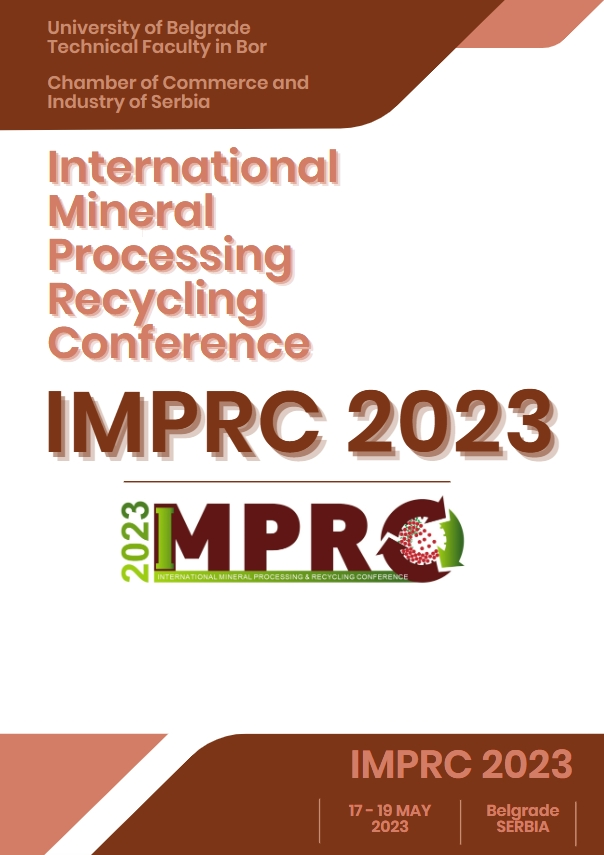 University of Belgrade
Technical Faculty in Bor
Chamber of Commerce and
Industry of Serbia
International
Mineral
Processing
Recycling
Conference
IMPRC 2023
2023
IMPRC
INTERNATIONAL MINERAL PROCESSING & RECYCLING CONFERENCE
IMPRC 2023
17 - 19 MAY
2023
Belgrade
SERBIA